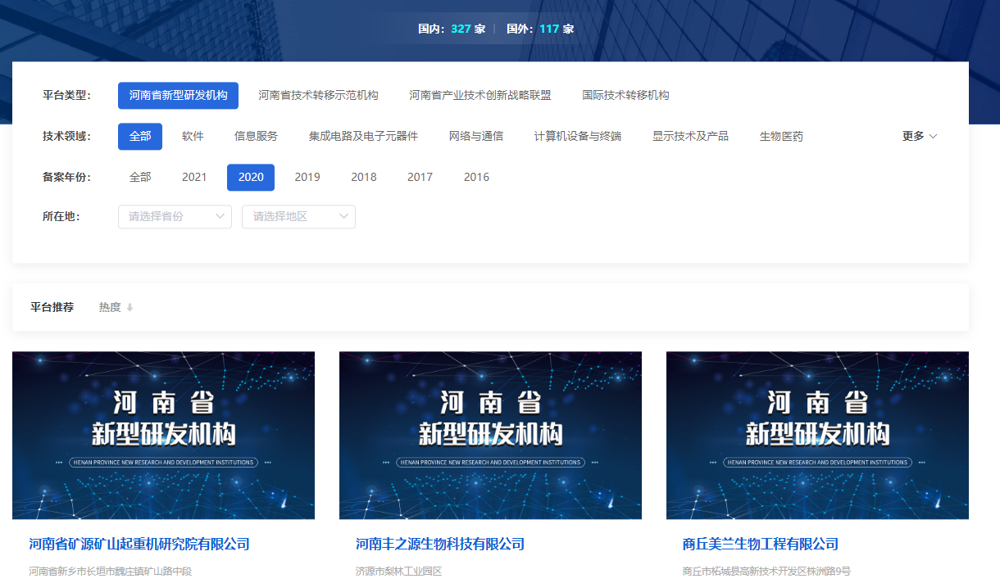 国内：327 家 国外：117 家
平台类型： 河南省新型研发机构 河南省技术转移示范机构 河南省产业技术创新战略联盟 国际技术转移机构
技术领域： 全部 软件 信息服务 集成电路及电子元器件 网络与通信 计算机设备与终端 显示技术及产品 生物医药 更多
备案年份： 全部 2021 2020 2019 2018 2017 2016
所在地： 请选择省份 请选择地区
平台推荐 热度
河南省
新型研发机构
HENAN PROVINCE NEW RESEARCH AND DEVELOPMENT INSTITUTIONS
河南省矿源矿山起重机研究院有限公司
河南省新乡市长垣市魏庄镇矿山路中段
河南省
新型研发机构
HENAN PROVINCE NEW RESEARCH AND DEVELOPMENT INSTITUTIONS
河南丰之源生物科技有限公司
济源市梨林工业园区
河南省
新型研发机构
HENAN PROVINCE NEW RESEARCH AND DEVELOPMENT INSTITUTIONS
商丘美兰生物工程有限公司
商丘市柘城县高新技术开发区株洲路9号